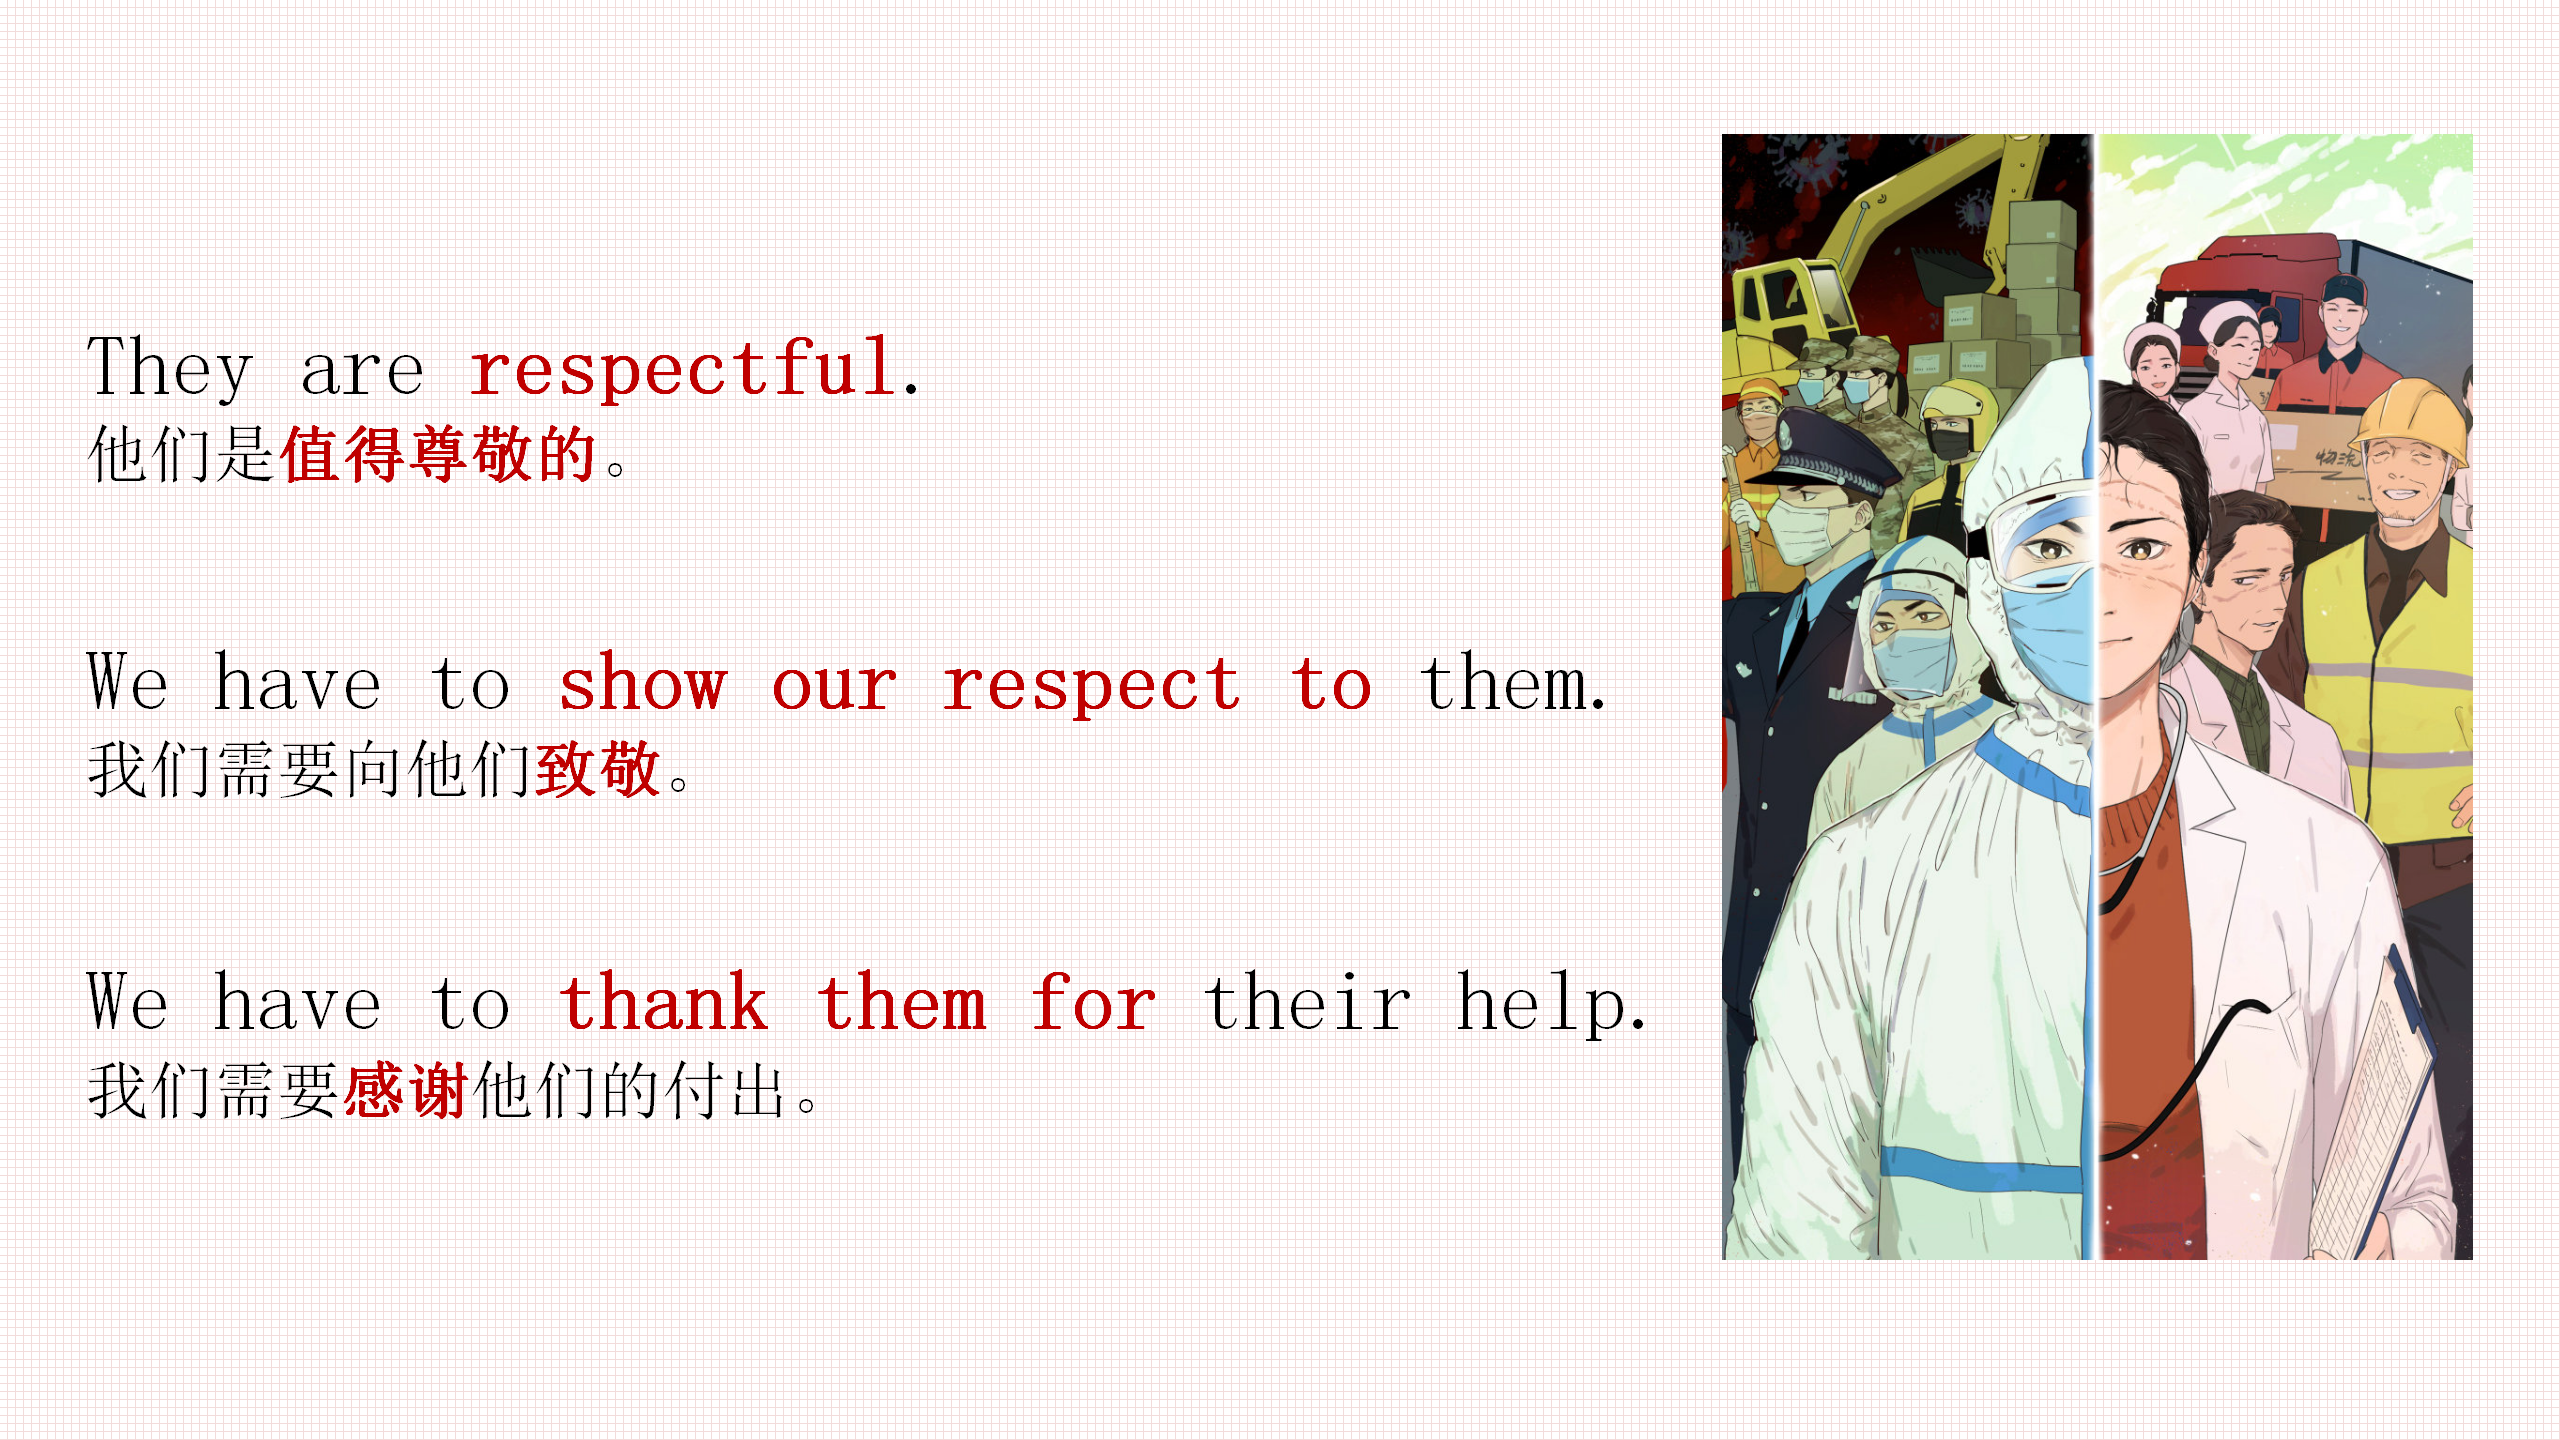 They are respectful.
他们是值得尊敬的。
We have to show our respect to them.
我们需要向他们致敬。
We have to thank them for their help.
我们需要感谢他们的付出。
物流